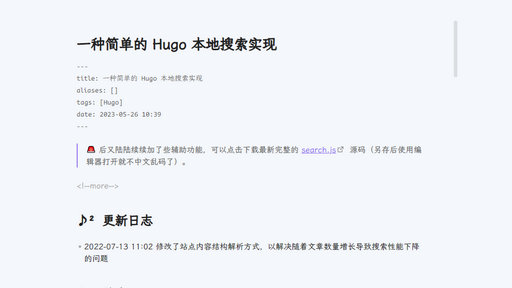 一种简单的 Hugo 本地搜索实现
---
title: 一种简单的 Hugo 本地搜索实现
aliases: []
tags: [Hugo]
date: 2023-05-26 10:39
---
🚨 后又陆陆续续加了些辅助功能，可以点击下载最新完整的 search.js 源码（另存后使用编
辑器打开就不中文乱码了）。
<!--more-->
♪² 更新日志
• 2022-07-13 11:02 修改了站点内容结构解析方式，以解决随着文章数量增长导致搜索性能下降
的问题